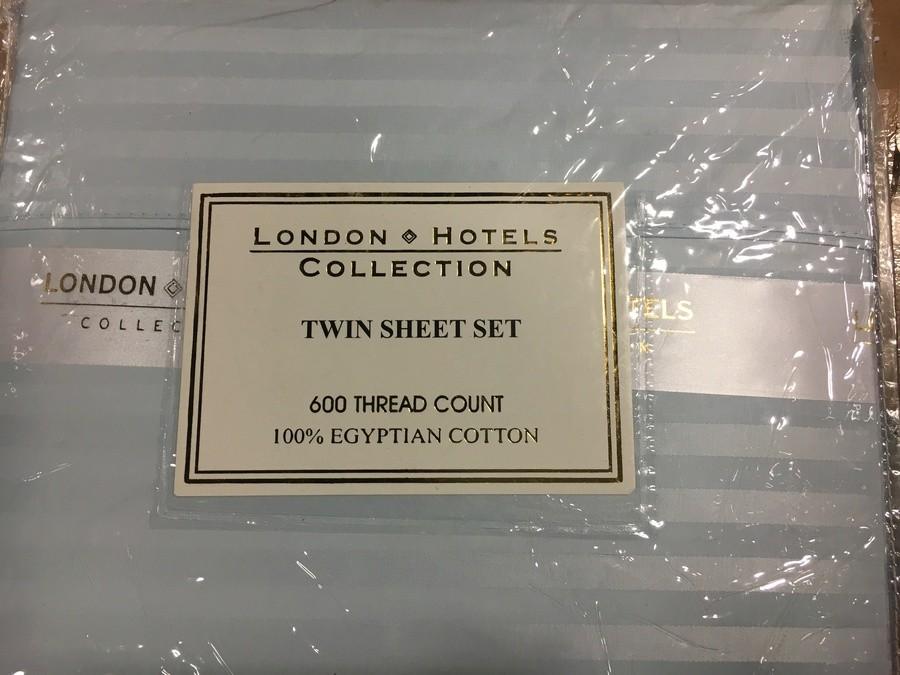 LONDON HOTELS
COLLECTION
TWIN SHEET SET
600 THREAD COUNT
100% EGYPTIAN COTTON
LONDON
COLLEC
TELS